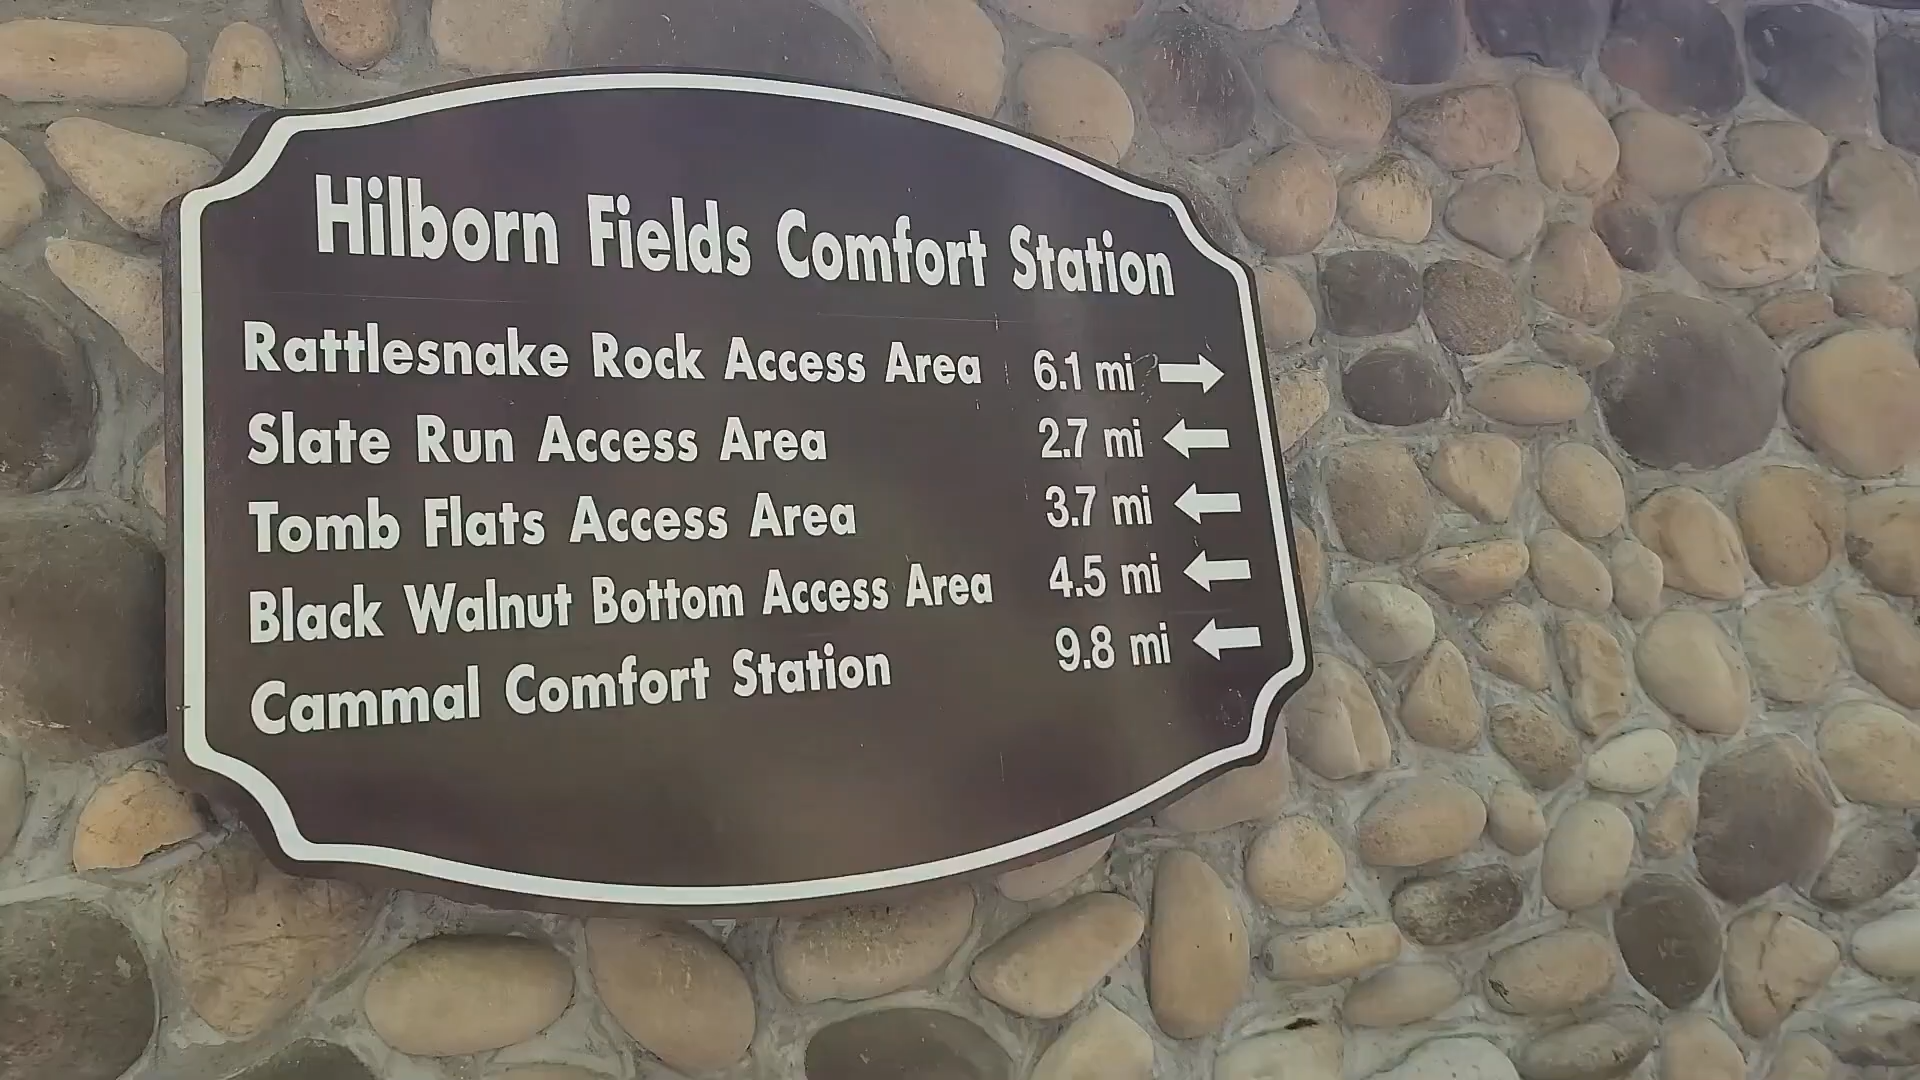 Hilborn Fields Comfort Station
Rattlesnake Rock Access Area 6.1 mi →
Slate Run Access Area 2.7 mi ←
Tomb Flats Access Area 3.7 mi ←
Black Walnut Bottom Access Area 4.5 mi ←
Cammal Comfort Station 9.8 mi ←